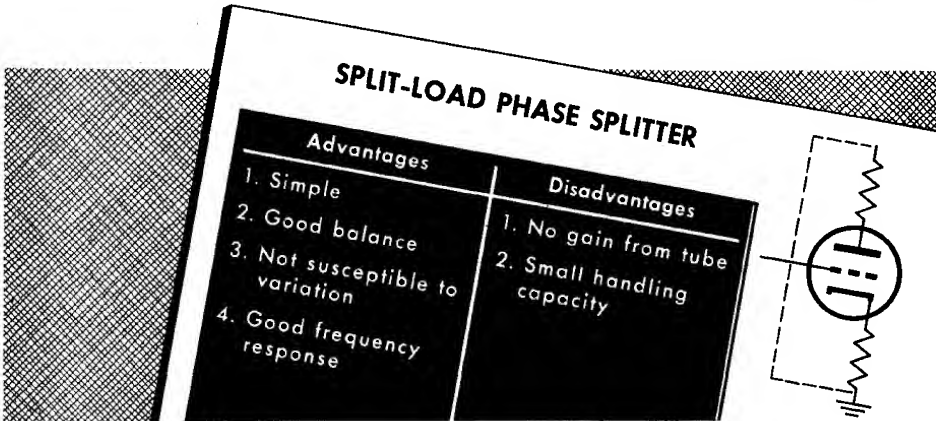 SPLIT-LOAD PHASE SPLITTER
Advantages
1. Simple
2. Good balance
3. Not susceptible to
variation
4. Good frequency
response
Disadvantages
1. No gain from tube
2. Small handling
capacity